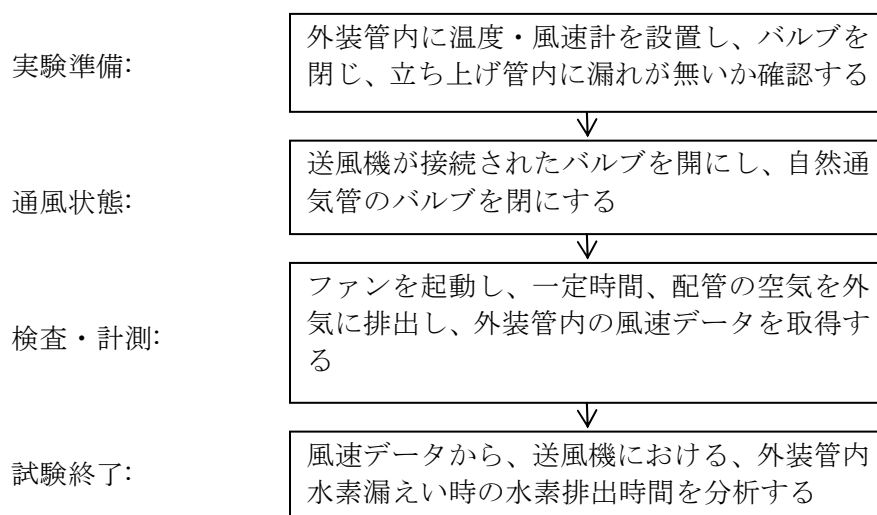 実験準備:
外装管内に温度・風速計を設置し、バルブを
閉じ、立ち上げ管内に漏れが無いか確認する
通風状態:
送風機が接続されたバルブを開にし、自然通
気管のバルブを閉にする
検査・計測:
ファンを起動し、一定時間、配管の空気を外
気に排出し、外装管内の風速データを取得す
る
試験終了:
風速データから、送風機における、外装管内
水素漏えい時の水素排出時間を分析する